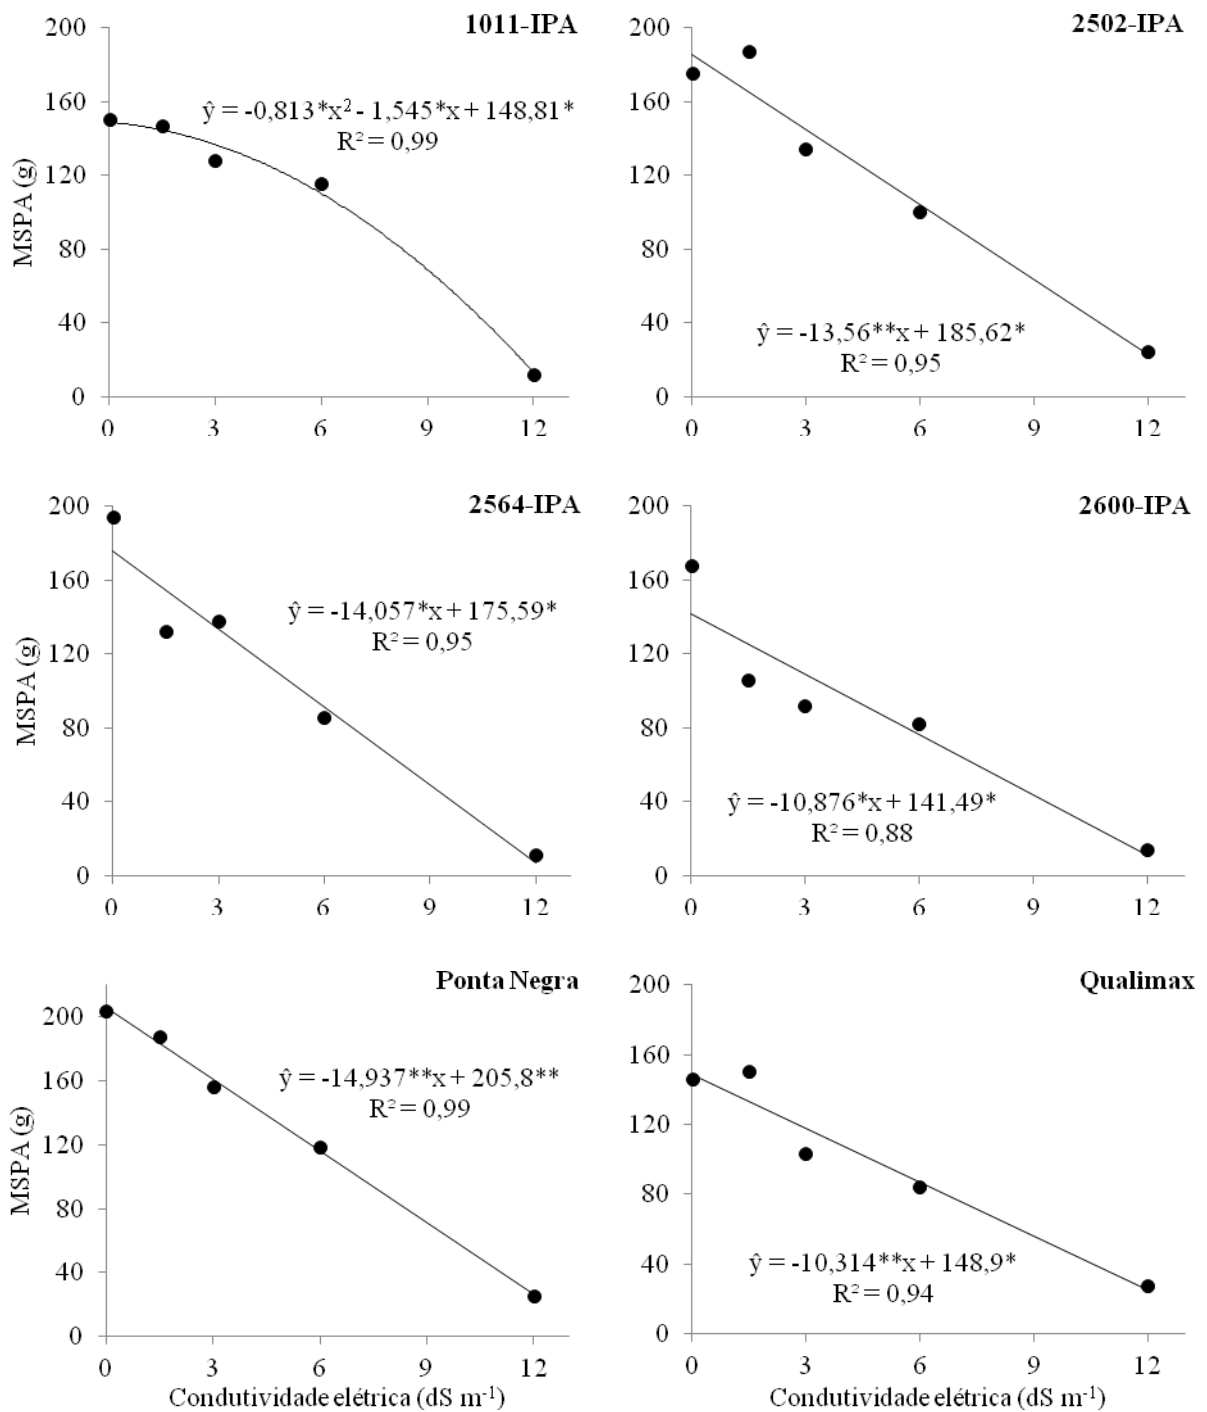 1011-IPA
200
160
120
80
40
0
MSPA (g)
ŷ = -0,813*x² - 1,545*x + 148,81*
R² = 0,99
0 3 6 9 12
2502-IPA
200
160
120
80
40
0
ŷ = -13,56**x + 185,62*
R² = 0,95
0 3 6 9 12
2564-IPA
200
160
120
80
40
0
MSPA (g)
ŷ = -14,057*x + 175,59*
R² = 0,95
0 3 6 9 12
2600-IPA
200
160
120
80
40
0
ŷ = -10,876*x + 141,49*
R² = 0,88
0 3 6 9 12
Ponta Negra
200
160
120
80
40
0
MSPA (g)
ŷ = -14,937**x + 205,8**
R² = 0,99
0 3 6 9 12
Condutividade elétrica (dS m⁻¹)
Qualimax
200
160
120
80
40
0
ŷ = -10,314**x + 148,9*
R² = 0,94
0 3 6 9 12
Condutividade elétrica (dS m⁻¹)